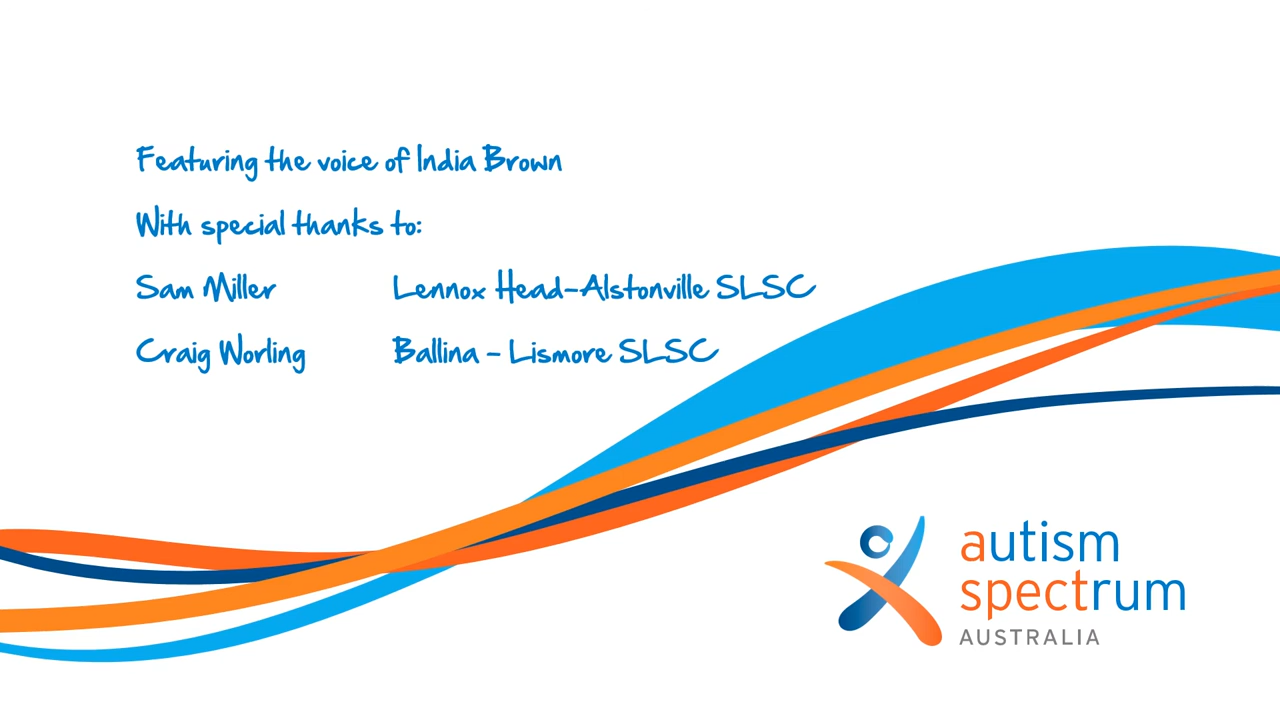 Featuring the voice of India Brown
With special thanks to:
Sam Miller Lennox Head-Alstonville SLSC
Craig Worling Ballina - Lismore SLSC
autism
spectrum
AUSTRALIA